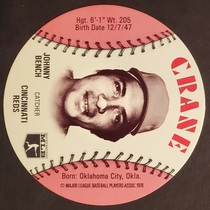 Hgt. 6'-1" Wt. 205
Birth Date 12/7/47
CRANE
JOHNNY
BENCH
CATCHER
CINCINNATI
REDS
MLB
Born: Oklahoma City, Okla.
© MAJOR LEAGUE BASEBALL PLAYERS ASSOC 1976